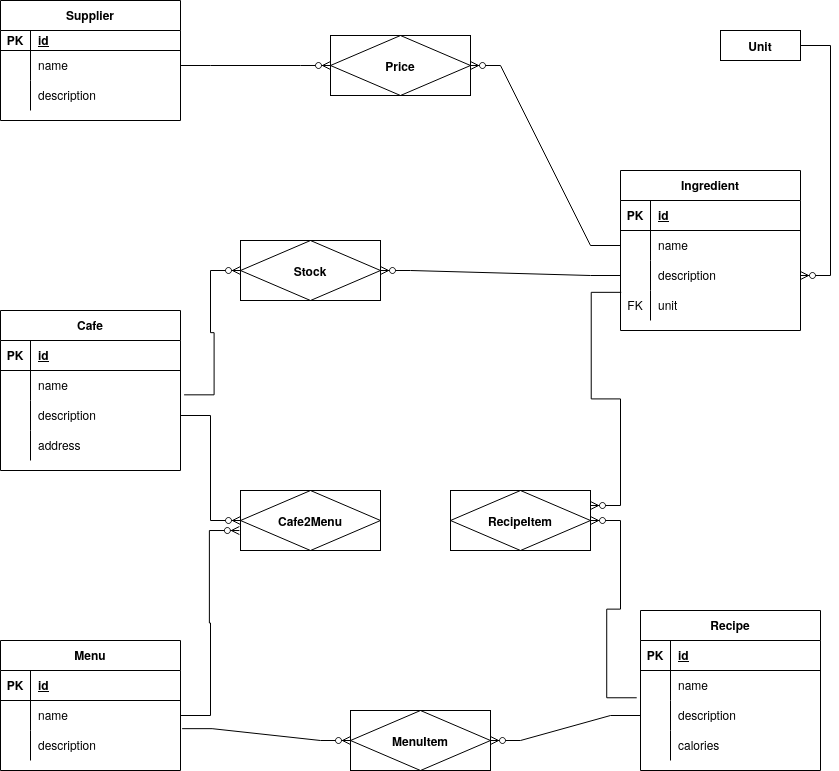 Supplier
PK id
name
description
Price
Unit
Ingredient
PK id
name
description
FK unit
Stock
Cafe
PK id
name
description
address
Cafe2Menu
RecipeItem
Menu
PK id
name
description
MenuItem
Recipe
PK id
name
description
calories